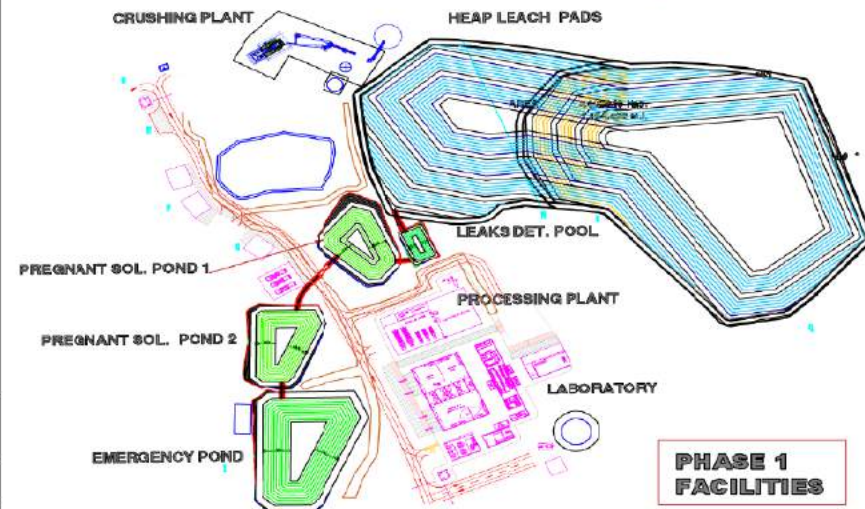 CRUSHING PLANT
HEAP LEACH PADS
LEAKS DET. POOL
PREGNANT SOL. POND 1
PROCESSING PLANT
PREGNANT SOL. POND 2
LABORATORY
EMERGENCY POND
PHASE 1
FACILITIES